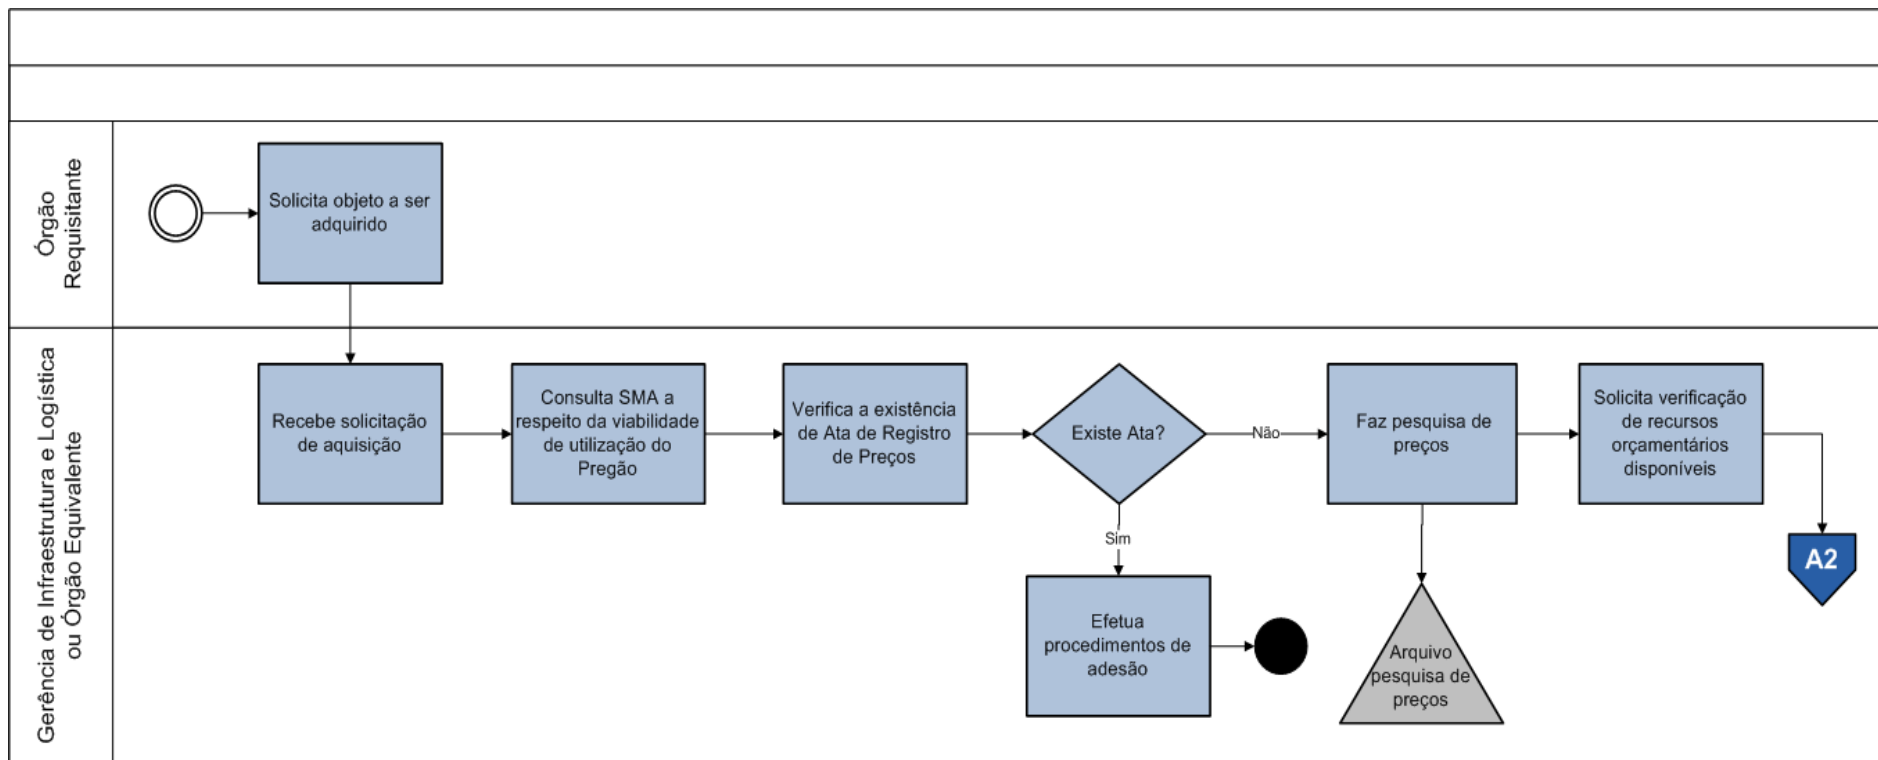 Órgão
Requisitante
Solicita objeto a ser
adquirido
Gerência de Infraestrutura e Logística
ou Órgão Equivalente
Recebe solicitação
de aquisição
Consulta SMA a
respeito da viabilidade
de utilização do
Pregão
Verifica a existência
de Ata de Registro
de Preços
Existe Ata?
Não
Faz pesquisa de
preços
Solicita verificação
de recursos
orçamentários
disponíveis
Sim
A2
Efetua
procedimentos de
adesão
Arquivo
pesquisa de
preços